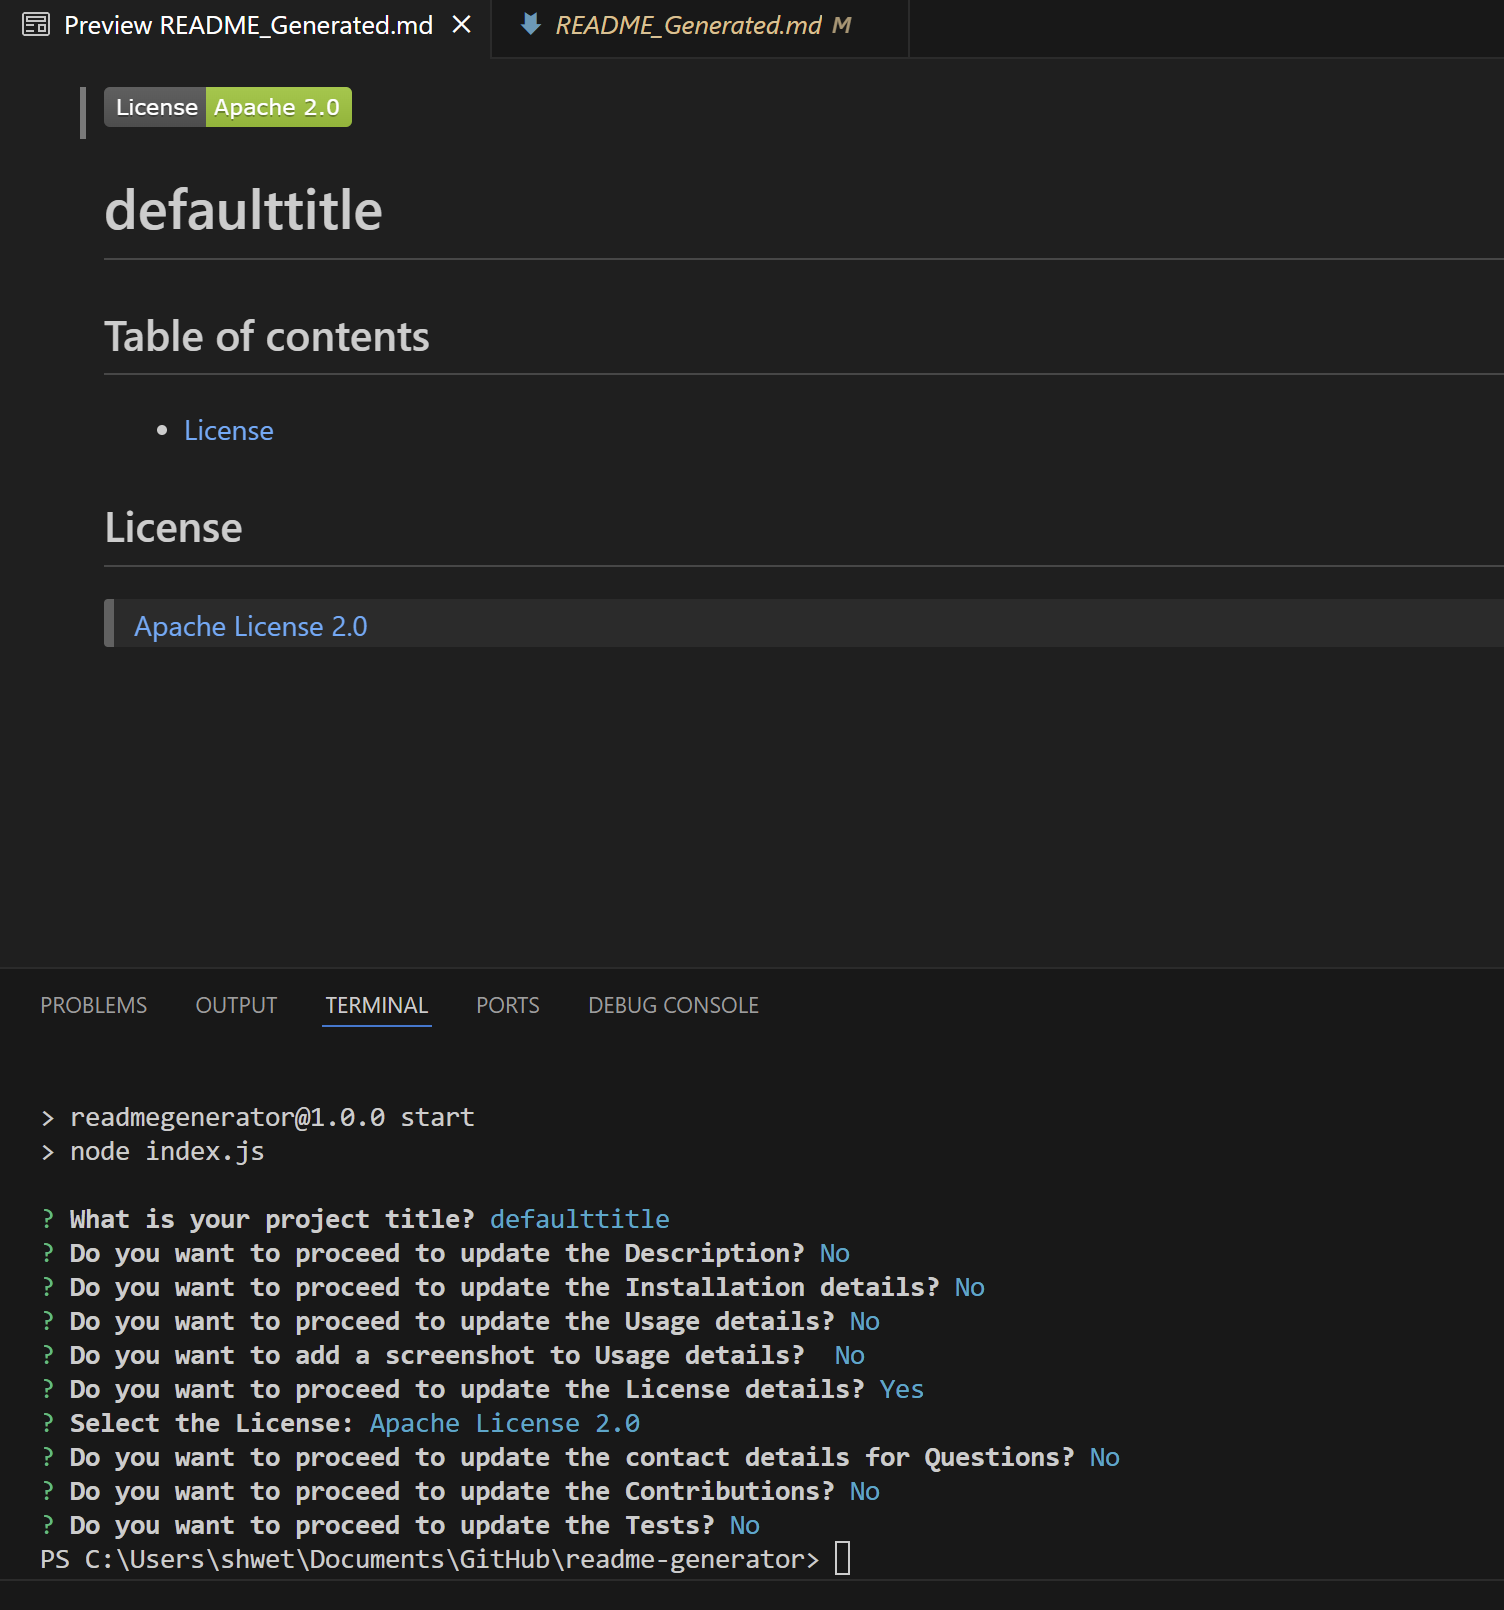 Preview README_Generated.md
README_Generated.md M
License Apache 2.0
defaulttitle
Table of contents
License
License
Apache License 2.0
PROBLEMS OUTPUT TERMINAL PORTS DEBUG CONSOLE
> readmegenerator@1.0.0 start
> node index.js
? What is your project title? defaulttitle
? Do you want to proceed to update the Description? No
? Do you want to proceed to update the Installation details? No
? Do you want to proceed to update the Usage details? No
? Do you want to add a screenshot to Usage details?  No
? Do you want to proceed to update the License details? Yes
? Select the License: Apache License 2.0
? Do you want to proceed to update the contact details for Questions? No
? Do you want to proceed to update the Contributions? No
? Do you want to proceed to update the Tests? No
PS C:\Users\shwet\Documents\GitHub\readme-generator>